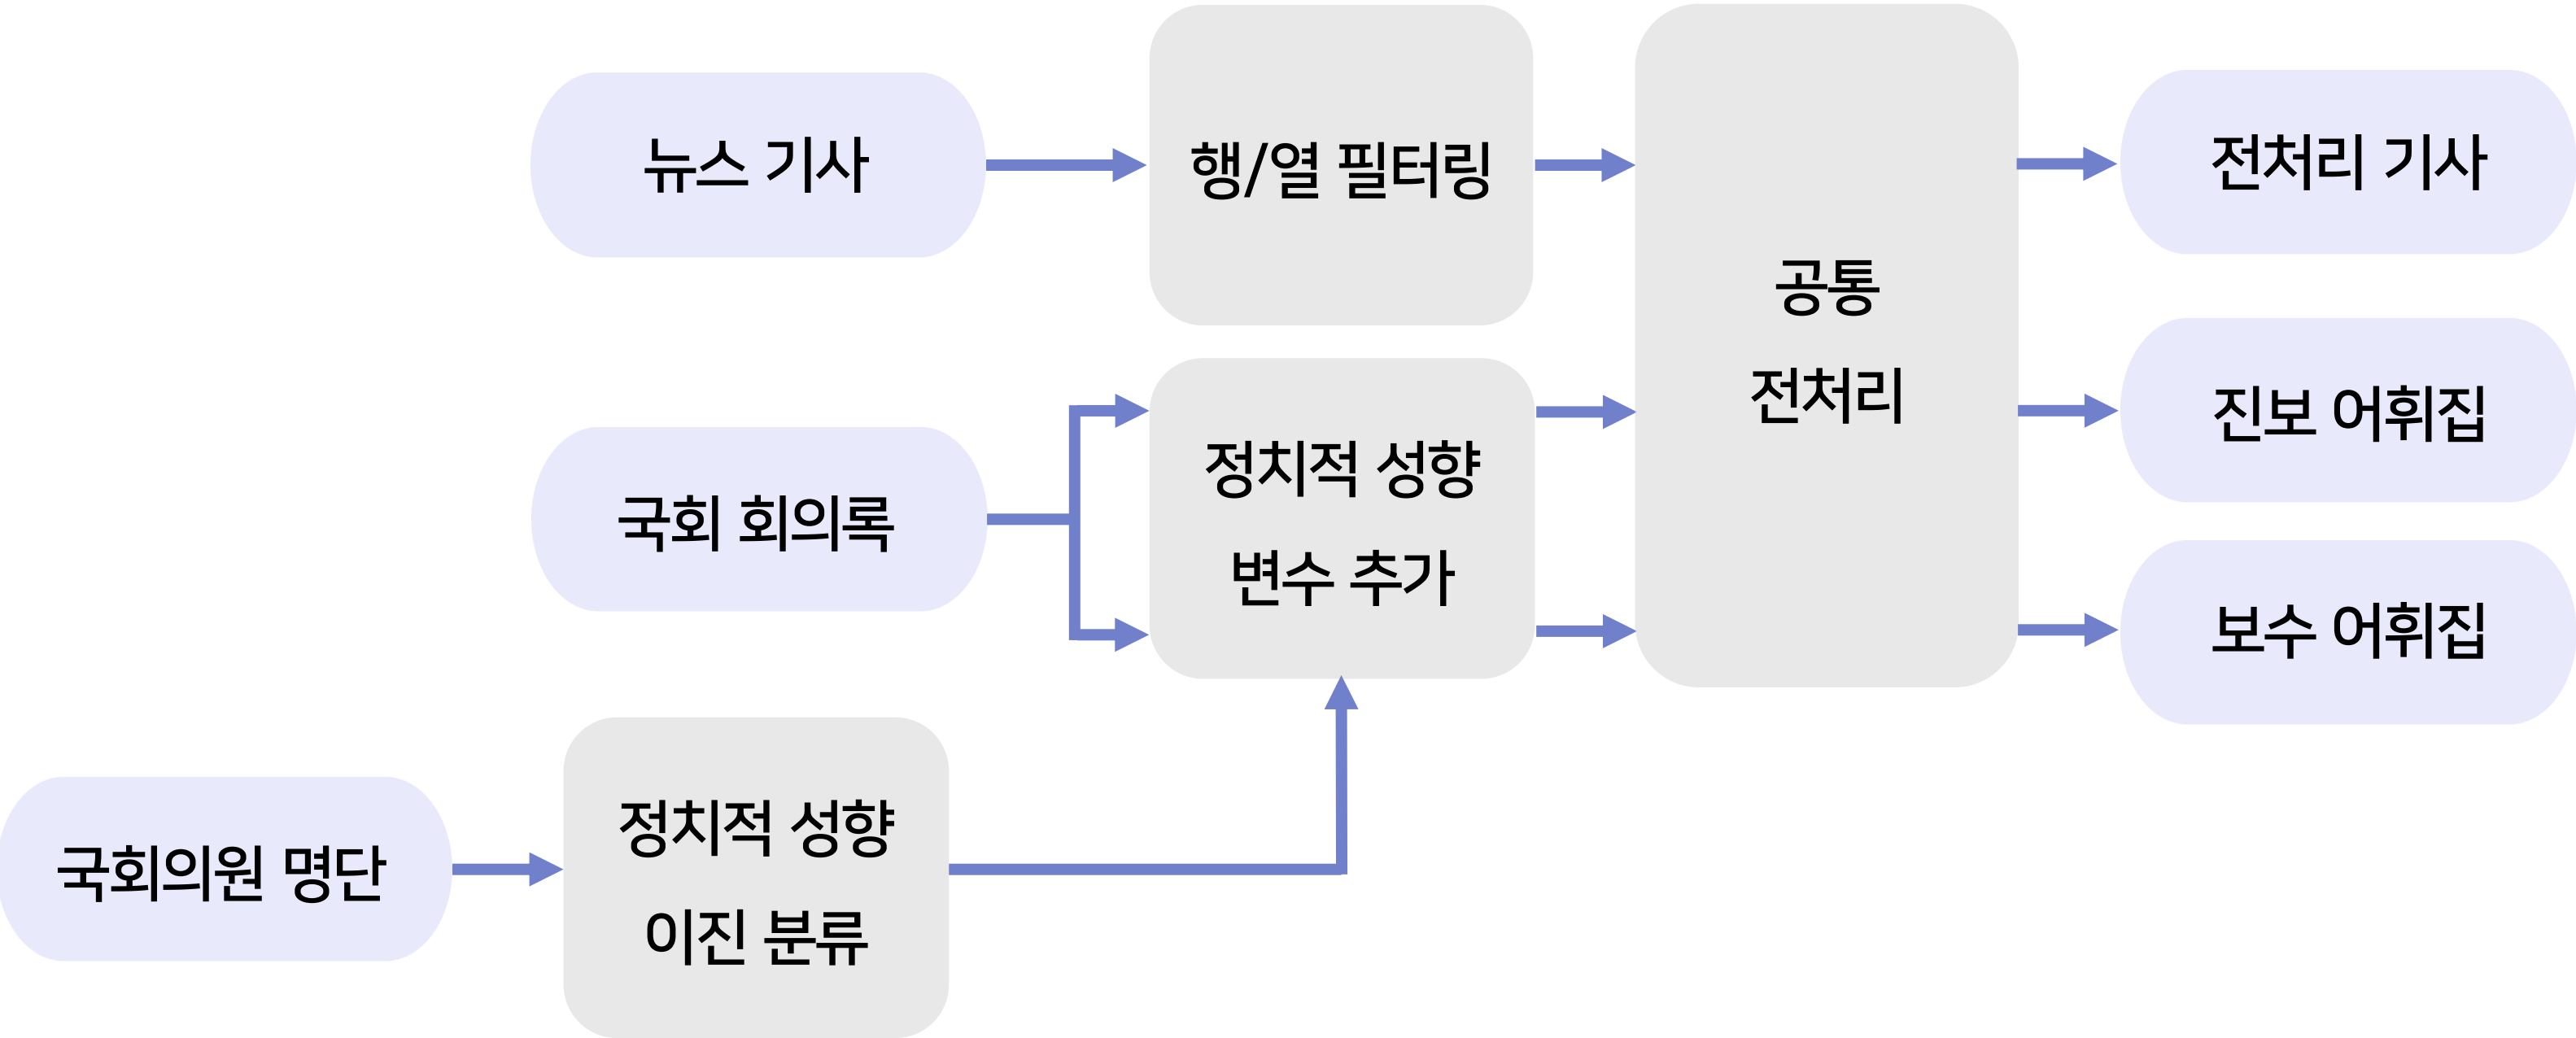 뉴스 기사
행/열 필터링
공통
전처리
전처리 기사
국회 회의록
정치적 성향
변수 추가
진보 어휘집
보수 어휘집
국회의원 명단
정치적 성향
이진 분류